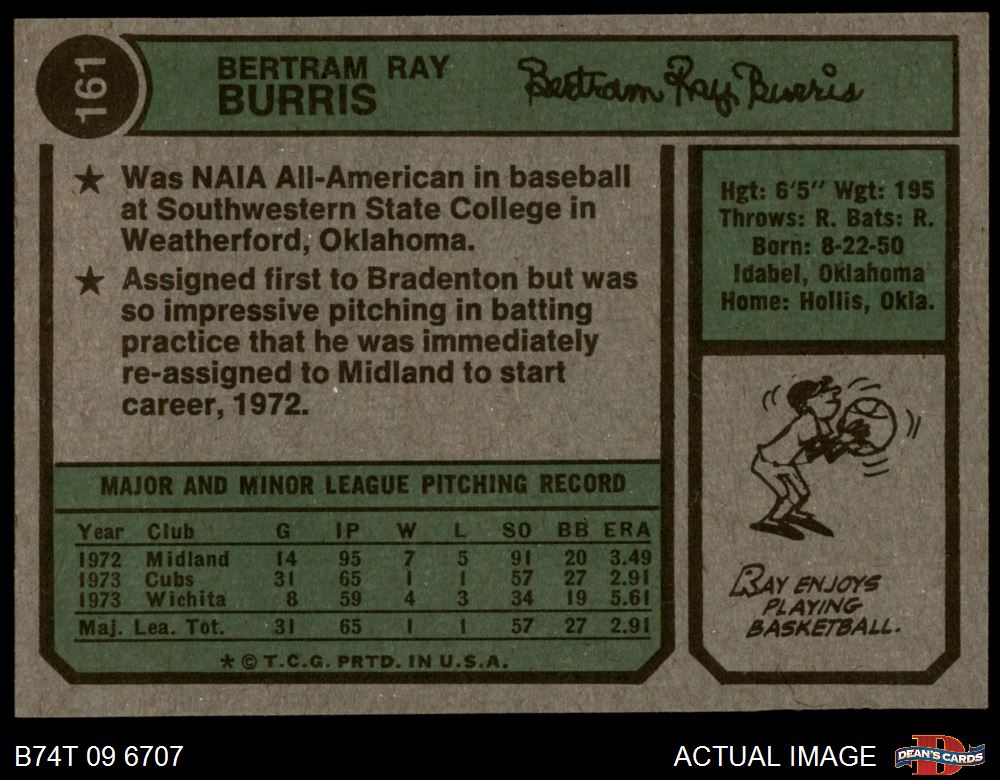 161
BERTRAM RAY
BURRIS
Bertram Ray Burris
★ Was NAIA All-American in baseball
at Southwestern State College in
Weatherford, Oklahoma.
★ Assigned first to Bradenton but was
so impressive pitching in batting
practice that he was immediately
re-assigned to Midland to start
career, 1972.
Hgt: 6'5" Wgt: 195
Throws: R. Bats: R.
Born: 8-22-50
Idabel, Oklahoma
Home: Hollis, Okla.
MAJOR AND MINOR LEAGUE PITCHING RECORD
Year Club G IP W L SO BB ERA
1972 Midland 14 95 7 5 91 20 3.49
1973 Cubs 31 65 1 1 57 27 2.91
1973 Wichita 8 59 4 3 34 19 5.61
Maj. Lea. Tot. 31 65 1 1 57 27 2.91
* © T.C.G. PRTD. IN U.S.A.
RAY ENJOYS
PLAYING
BASKETBALL.
B74T 09 6707
ACTUAL IMAGE
D
DEAN'S CARDS